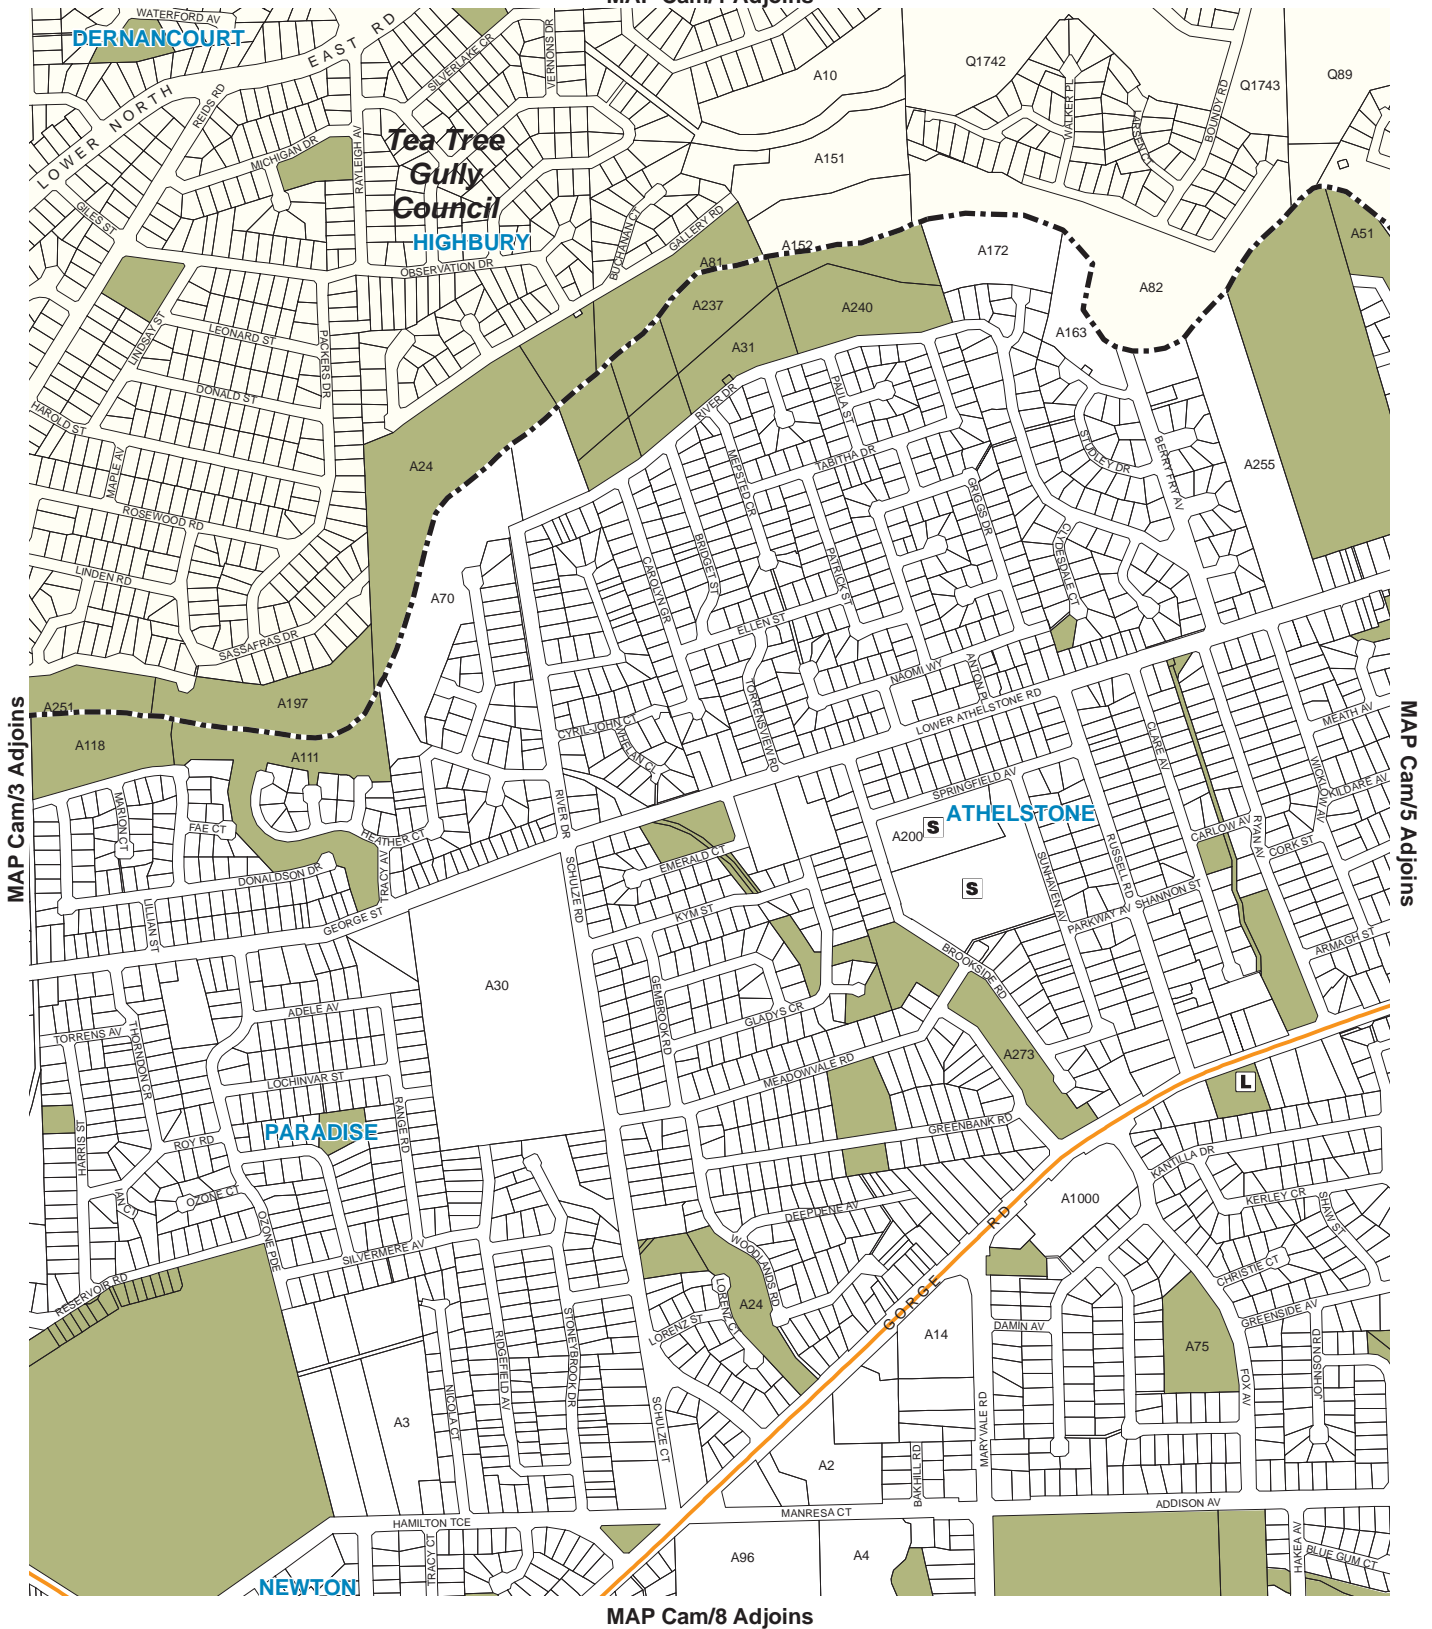 MAP Cam/1 Adjoins
WATERFORD AV
DERNANCOURT
LOWER NORTH EAST RD
REIDS RD
SILVERLAKE CR
VERNONS DR
MICHIGAN DR
RAYLEIGH AV
Tea Tree
Gully
Council
HIGHBURY
GILES ST
OBSERVATION DR
BUCHANAN CT
GALLERY RD
A10
A151
A152
Q1742
WALKER PL
LARSEN CT
BOUNDY RD
Q1743
Q89
A51
A172
A82
A163
A81
A237
A240
A31
LINDSAY ST
LEONARD ST
PACKERS DR
DONALD ST
HAROLD ST
MAPLE AV
ROSEWOOD RD
LINDEN RD
SASSAFRAS DR
A24
RIVER DR
PAULA ST
MEPSTED CR
TABITHA DR
STUDLEY DR
BERRYFRY AV
GRIGGS DR
A255
A70
CAROLYN GR
BRIDGET ST
PATRICK ST
CLYDESDALE CT
ELLEN ST
NAOMI WY
ANTON PL
LOWER ATHELSTONE RD
TORRENSVIEW RD
CYRIL-JOHN CT
WHELAN CL
A251
A197
A118
A111
MAP Cam/3 Adjoins
MAP Cam/5 Adjoins
MEATH AV
WICKLOW AV
KILDARE AV
CLARE AV
SPRINGFIELD AV
ATHELSTONE
A200
S
S
CARLOW AV
RYAN AV
CORK ST
RUSSELL RD
SUNHAVEN AV
PARKWAY AV
SHANNON ST
ARMAGH ST
MARION CT
FAE CT
HEATHER CT
TRACY AV
DONALDSON DR
LILLIAN ST
GEORGE ST
RIVER DR
SCHULZE RD
EMERALD CT
KYM ST
BROOKSIDE RD
GEMBROOK RD
GLADYS CR
MEADOWVALE RD
A30
A273
L
ADELE AV
TORRENS AV
THORNDON CR
LOCHINVAR ST
RANGE RD
PARADISE
HARRIS ST
ROY RD
IAN CT
OZONE CT
OZONE PDE
SILVERMERE AV
RESERVOIR RD
GREENBANK RD
KANTILLA DR
KERLEY CR
SHAW ST
A1000
DEEPDENE AV
WOODLANDS RD
CHRISTIE CT
GREENSIDE AV
GORGE RD
LORENZ CT
LORENZ ST
A24
A14
DAMIN AV
A75
JOHNSON RD
FOX AV
STONEYBROOK DR
RIDGEFIELD AV
NICOLA CT
A3
SCHULZE CT
MARYVALE RD
BAKHILL RD
A2
MANRESA CT
ADDISON AV
HAMILTON TCE
TRACY CT
A96
A4
HAKEA AV
BLUE GUM CT
NEWTON
MAP Cam/8 Adjoins